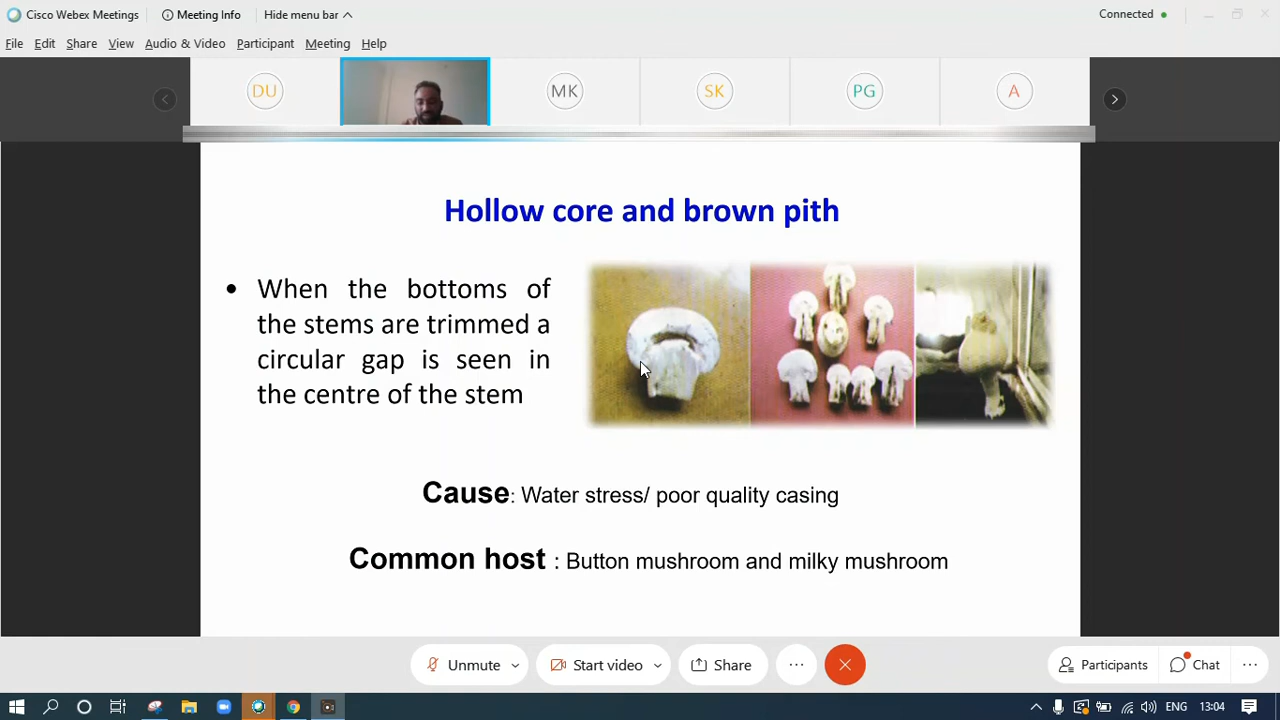 Cisco Webex Meetings
Meeting Info
Hide menu bar
Connected
File Edit Share View Audio & Video Participant Meeting Help
DU
MK
SK
PG
A
Hollow core and brown pith
• When the bottoms of
the stems are trimmed a
circular gap is seen in
the centre of the stem
Cause: Water stress/ poor quality casing
Common host : Button mushroom and milky mushroom
Unmute
Start video
Share
Participants
Chat
ENG
13:04